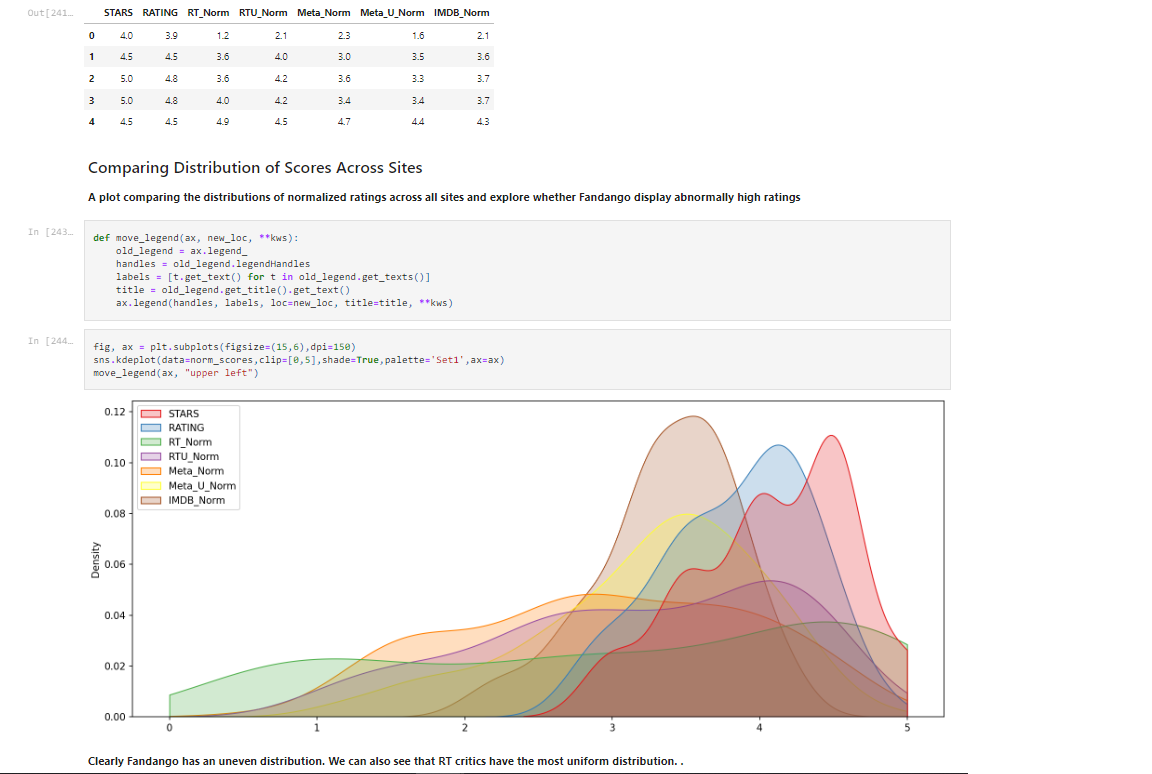 Out[241…
STARS RATING RT_Norm RTU_Norm Meta_Norm Meta_U_Norm IMDB_Norm
0 4.0 3.9 1.2 2.1 2.3 1.6 2.1
1 4.5 4.5 3.6 4.0 3.0 3.5 3.6
2 5.0 4.8 3.6 4.2 3.6 3.3 3.7
3 5.0 4.8 4.0 4.2 3.4 3.4 3.7
4 4.5 4.5 4.9 4.5 4.7 4.4 4.3
Comparing Distribution of Scores Across Sites
A plot comparing the distributions of normalized ratings across all sites and explore whether Fandango display abnormally high ratings
In [243…
def move_legend(ax, new_loc, **kws):
    old_legend = ax.legend_
    handles = old_legend.legendHandles
    labels = [t.get_text() for t in old_legend.get_texts()]
    title = old_legend.get_title().get_text()
    ax.legend(handles, labels, loc=new_loc, title=title, **kws)
In [244…
fig, ax = plt.subplots(figsize=(15,6),dpi=150)
sns.kdeplot(data=norm_scores,clip=[0,5],shade=True,palette='Set1',ax=ax)
move_legend(ax, "upper left")
STARS
RATING
RT_Norm
RTU_Norm
Meta_Norm
Meta_U_Norm
IMDB_Norm
0.12
0.10
0.08
0.06
0.04
0.02
0.00
Density
0 1 2 3 4 5
Clearly Fandango has an uneven distribution. We can also see that RT critics have the most uniform distribution. .